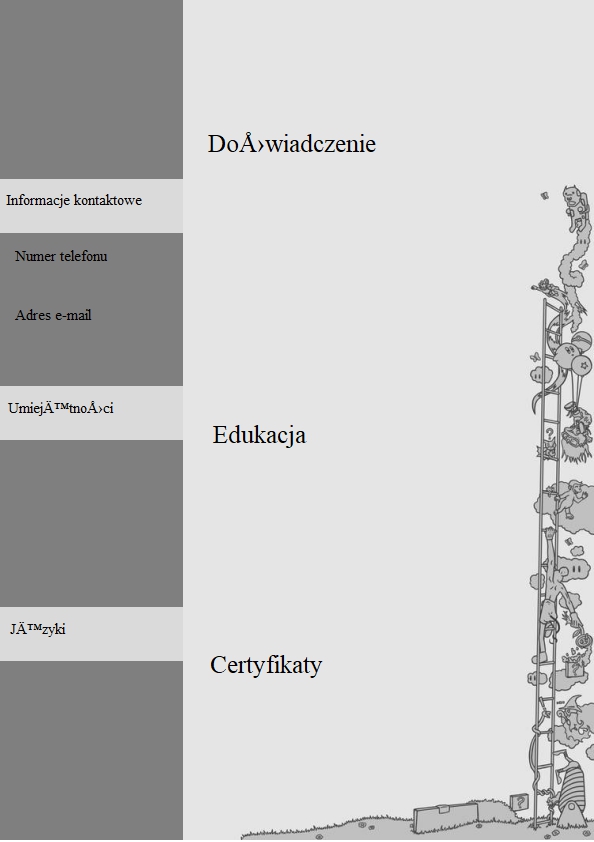 Informacje kontaktowe
Numer telefonu
Adres e-mail
UmiejÄ™tnoÅ›ci
JÄ™zyki
DoÅ›wiadczenie
Edukacja
Certyfikaty
?
?
?